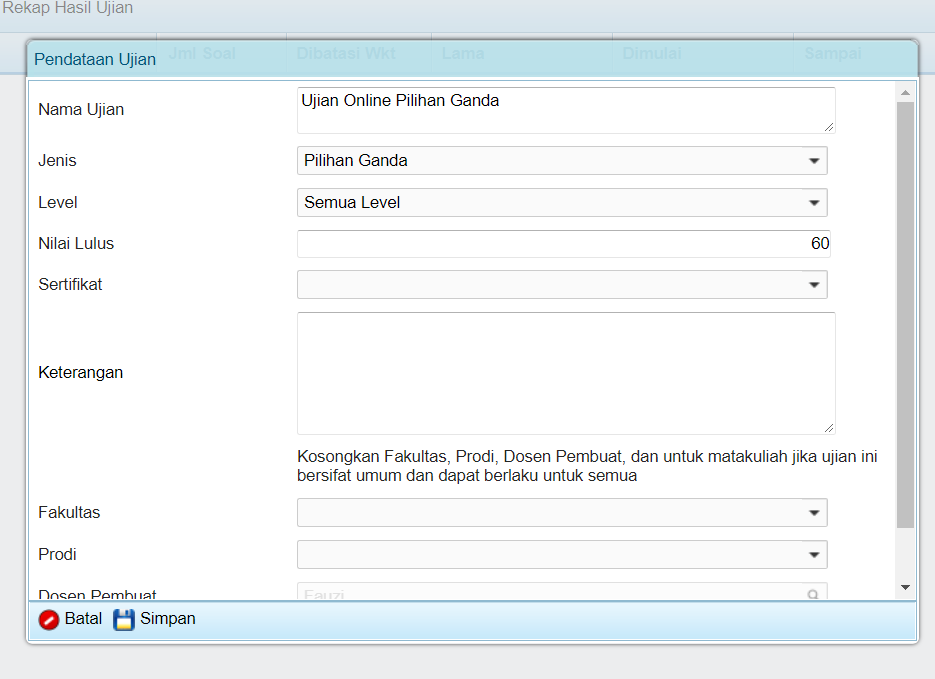 Rekap Hasil Ujian
Jml Soal Dibatasi Wkt Lama Dimulai Sampai
Pendataan Ujian
Nama Ujian Ujian Online Pilihan Ganda
Jenis Pilihan Ganda
Level Semua Level
Nilai Lulus 60
Sertifikat
Keterangan
Kosongkan Fakultas, Prodi, Dosen Pembuat, dan untuk matakuliah jika ujian ini
bersifat umum dan dapat berlaku untuk semua
Fakultas
Prodi
Dosen Pembuat Fauzi
Batal Simpan